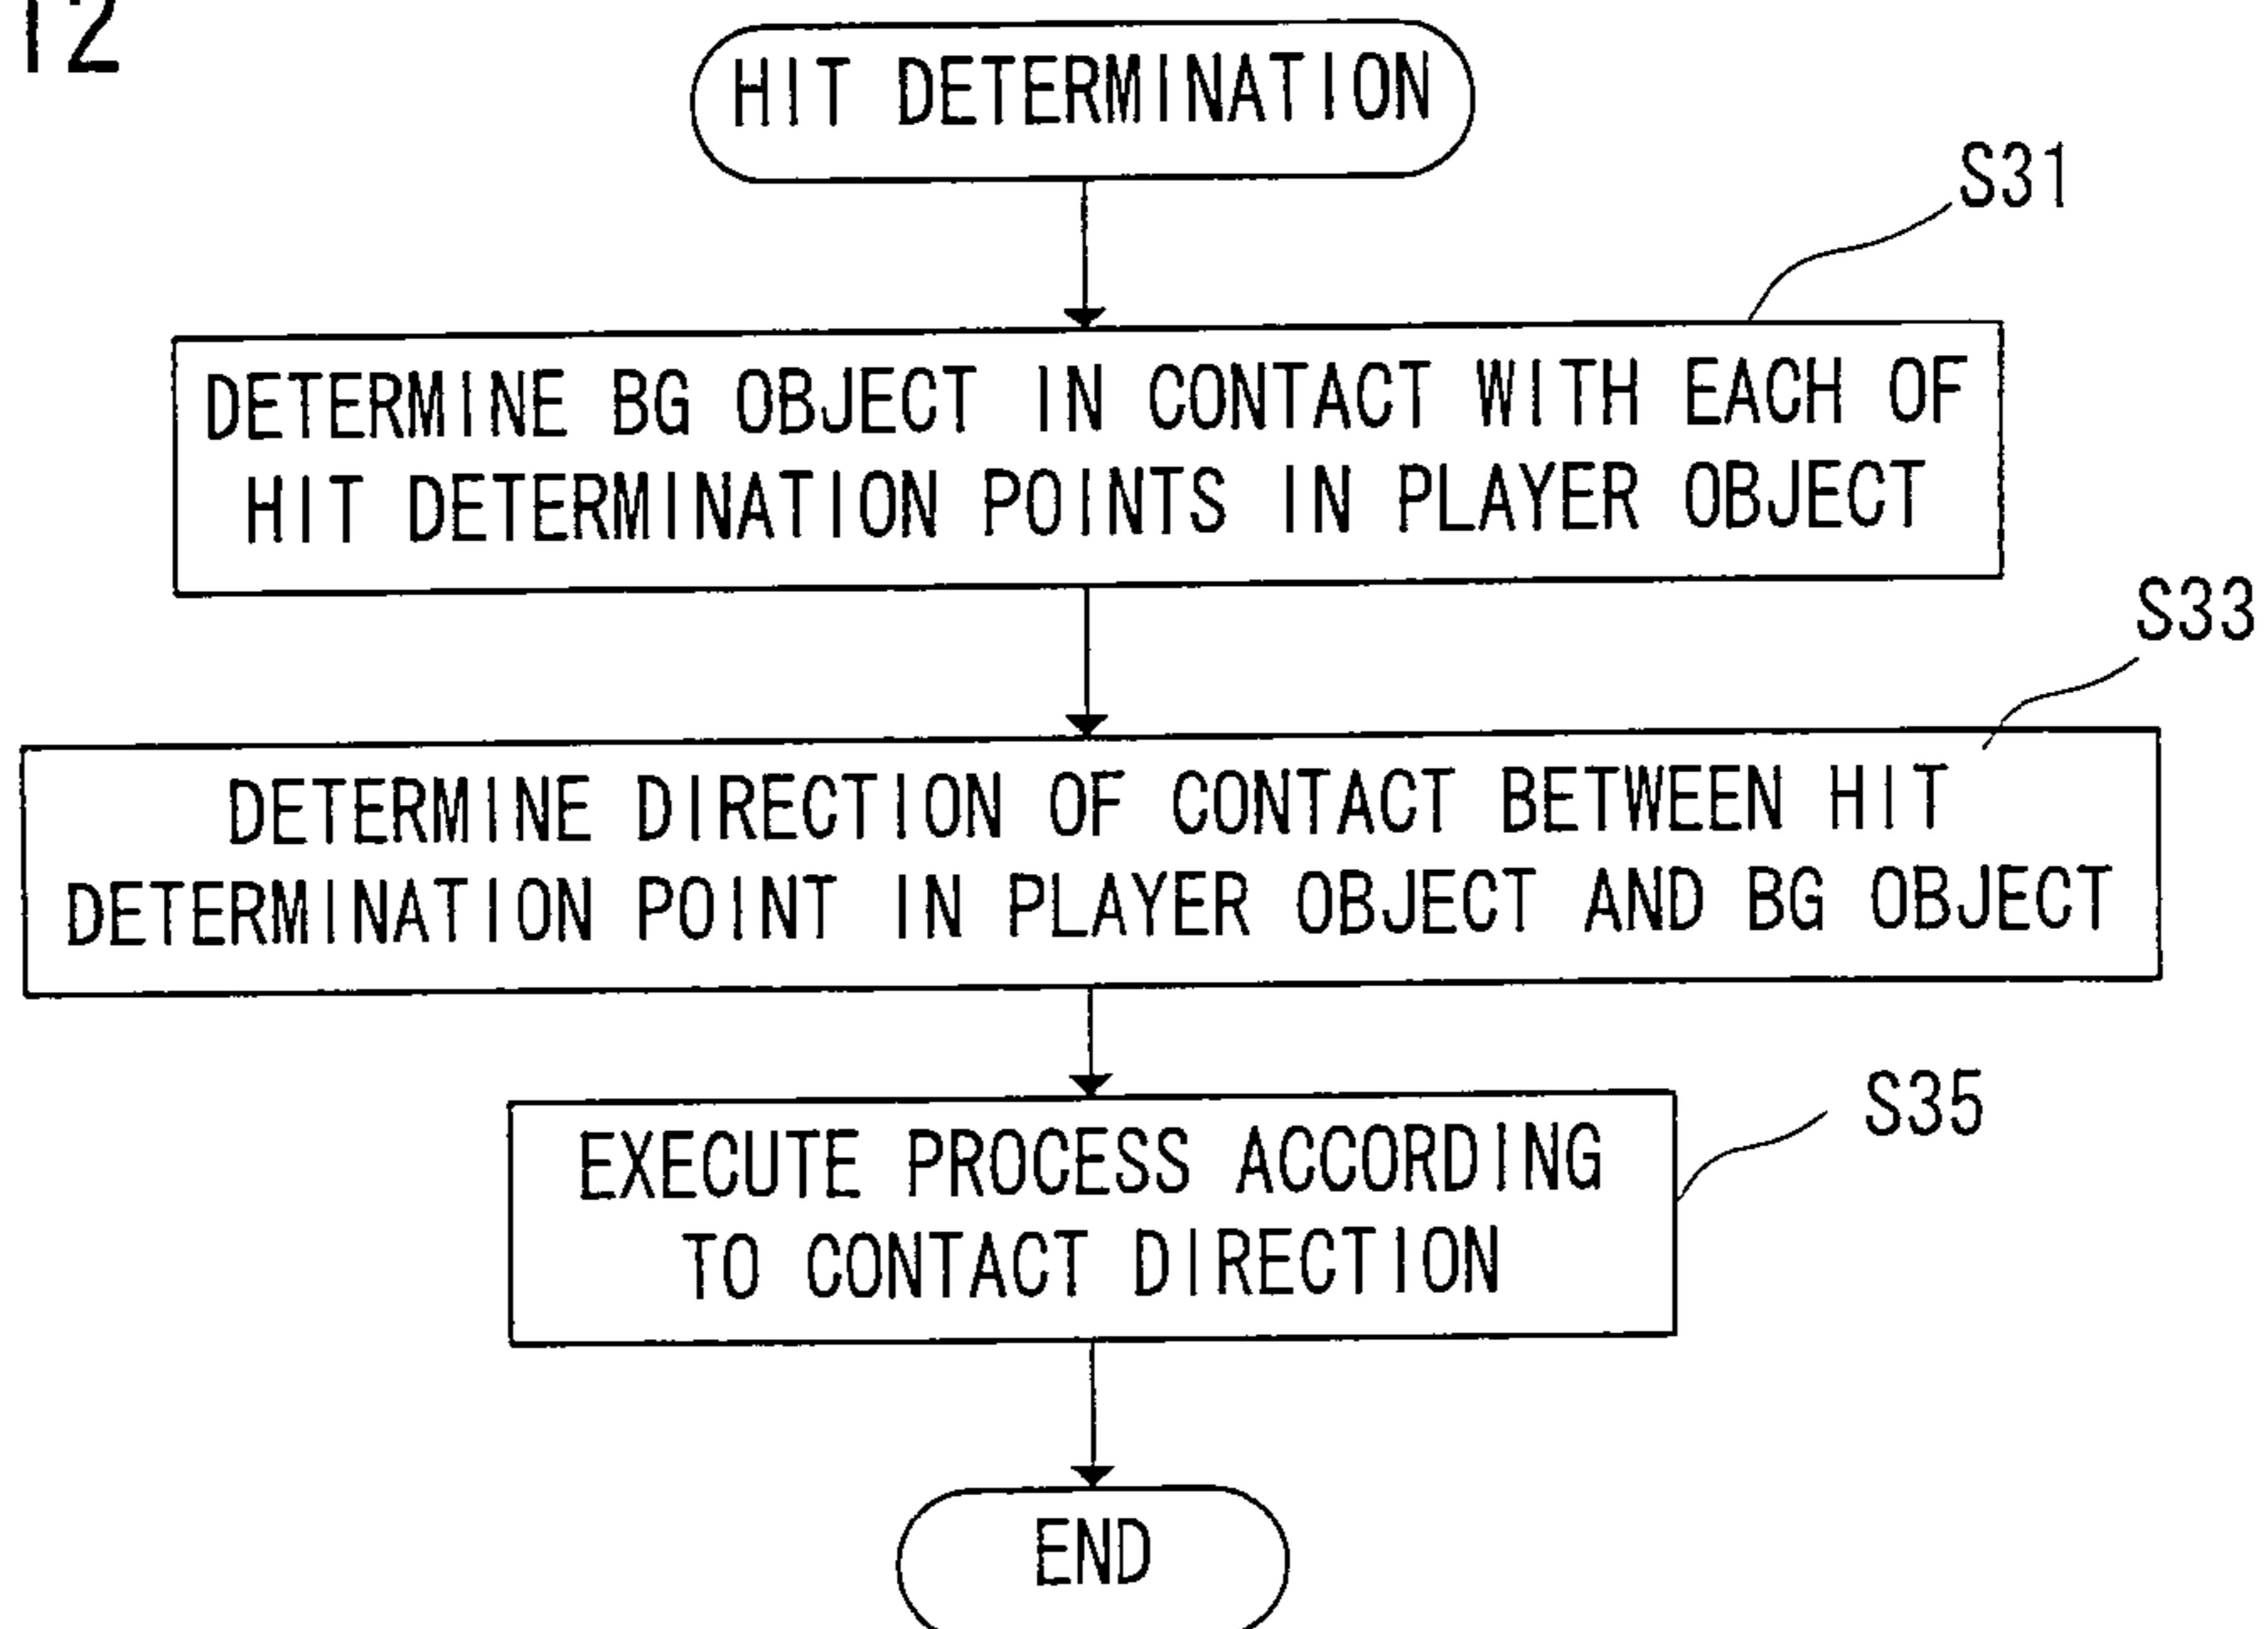 12
HIT DETERMINATION
S31
DETERMINE BG OBJECT IN CONTACT WITH EACH OF
HIT DETERMINATION POINTS IN PLAYER OBJECT
S33
DETERMINE DIRECTION OF CONTACT BETWEEN HIT
DETERMINATION POINT IN PLAYER OBJECT AND BG OBJECT
S35
EXECUTE PROCESS ACCORDING
TO CONTACT DIRECTION
END